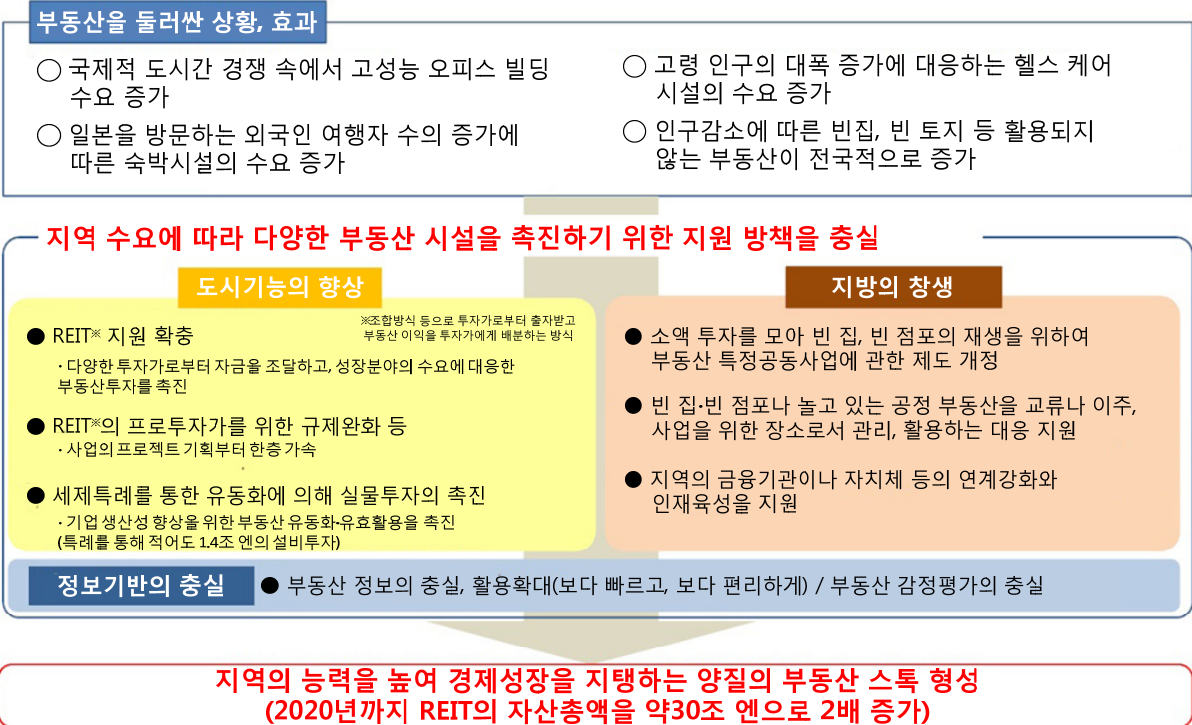 부동산을 둘러싼 상황, 효과
○ 국제적 도시간 경쟁 속에서 고성능 오피스 빌딩
수요 증가
○ 일본을 방문하는 외국인 여행자 수의 증가에
따른 숙박시설의 수요 증가
○ 고령 인구의 대폭 증가에 대응하는 헬스 케어
시설의 수요 증가
○ 인구감소에 따른 빈집, 빈 토지 등 활용되지
않는 부동산이 전국적으로 증가
지역 수요에 따라 다양한 부동산 시설을 촉진하기 위한 지원 방책을 충실
도시기능의 향상
※조합방식 등으로 투자가로부터 출자받고
부동산 이익을 투자가에게 배분하는 방식
● REIT※ 지원 확충
· 다양한 투자가로부터 자금을 조달하고, 성장분야의 수요에 대응한
부동산투자를 촉진
● REIT※의 프로투자가를 위한 규제완화 등
· 사업의 프로젝트 기획부터 한층 가속
● 세제특례를 통한 유동화에 의해 실물투자의 촉진
· 기업 생산성 향상을 위한 부동산 유동화·유효활용을 촉진
(특례를 통해 적어도 1.4조 엔의 설비투자)
지방의 창생
● 소액 투자를 모아 빈 집, 빈 점포의 재생을 위하여
부동산 특정공동사업에 관한 제도 개정
● 빈 집·빈 점포나 놀고 있는 공정 부동산을 교류나 이주,
사업을 위한 장소로서 관리, 활용하는 대응 지원
● 지역의 금융기관이나 자치체 등의 연계강화와
인재육성을 지원
정보기반의 충실
● 부동산 정보의 충실, 활용확대(보다 빠르고, 보다 편리하게) / 부동산 감정평가의 충실
지역의 능력을 높여 경제성장을 지탱하는 양질의 부동산 스톡 형성
(2020년까지 REIT의 자산총액을 약30조 엔으로 2배 증가)